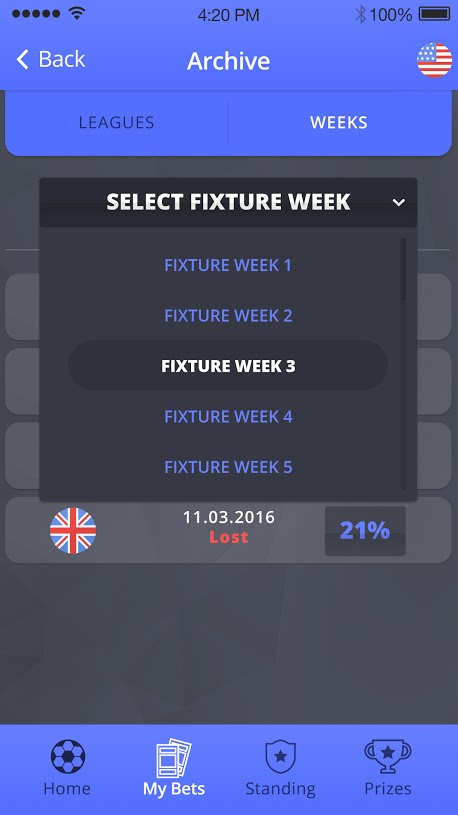 4:20 PM
100%
Back
Archive
LEAGUES
WEEKS
SELECT FIXTURE WEEK
FIXTURE WEEK 1
FIXTURE WEEK 2
FIXTURE WEEK 3
FIXTURE WEEK 4
FIXTURE WEEK 5
11.03.2016
Lost
21%
Home
My Bets
Standing
Prizes